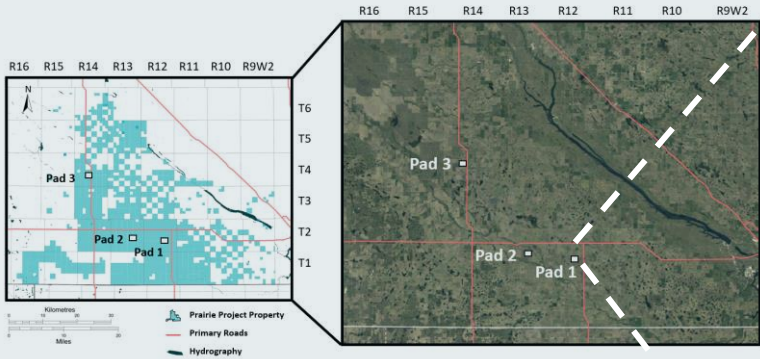 R16 R15 R14 R13 R12 R11 R10 R9W2
R16 R15 R14 R13 R12 R11 R10 R9W2
N
T6
T5
T4
T3
T2
T1
Pad 3
Pad 2
Pad 1
Pad 3
Pad 2
Pad 1
Kilometres
Miles
Prairie Project Property
Primary Roads
Hydrography